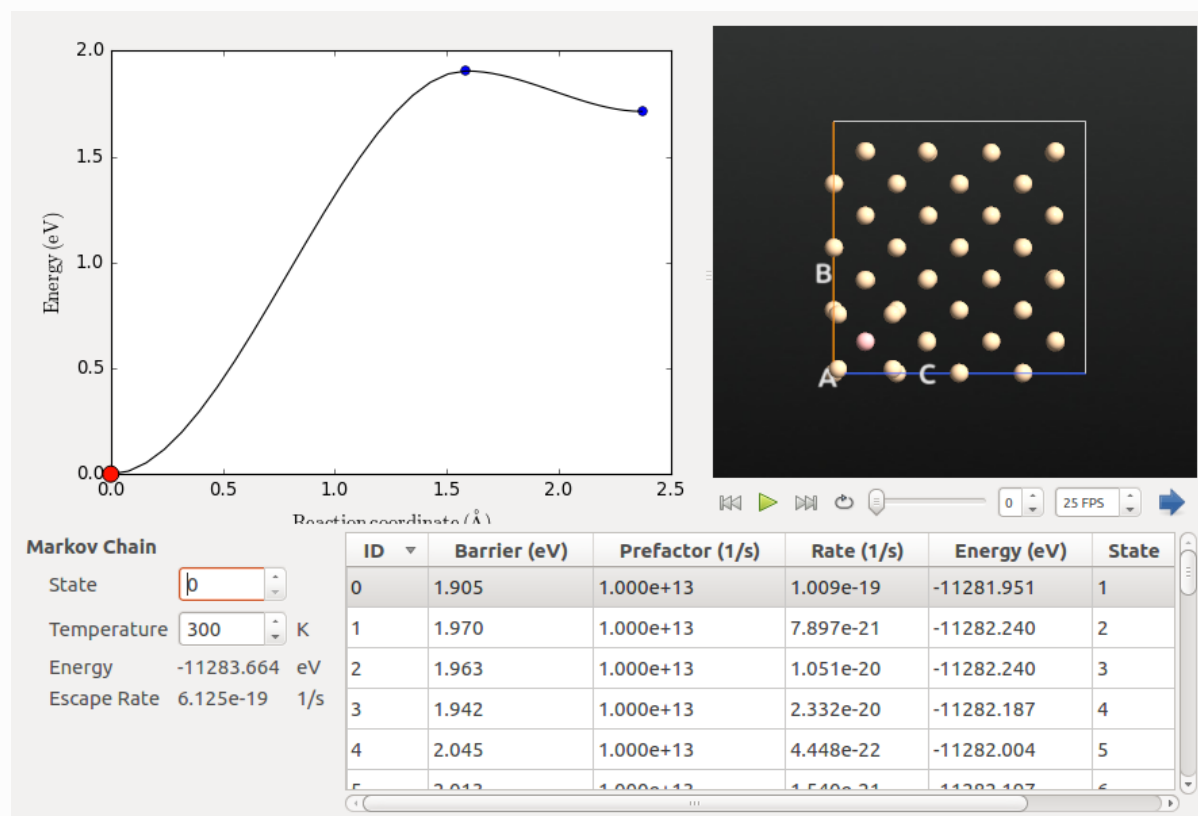 2.0
1.5
1.0
0.5
0.0
Energy (eV)
0.0 0.5 1.0 1.5 2.0 2.5
Reaction coordinate (Å)
B
A C
0 25 FPS
Markov Chain
State 0
Temperature 300 K
Energy -11283.664 eV
Escape Rate 6.125e-19 1/s
ID Barrier (eV) Prefactor (1/s) Rate (1/s) Energy (eV) State
0 1.905 1.000e+13 1.009e-19 -11281.951 1
1 1.970 1.000e+13 7.897e-21 -11282.240 2
2 1.963 1.000e+13 1.051e-20 -11282.240 3
3 1.942 1.000e+13 2.332e-20 -11282.187 4
4 2.045 1.000e+13 4.448e-22 -11282.004 5